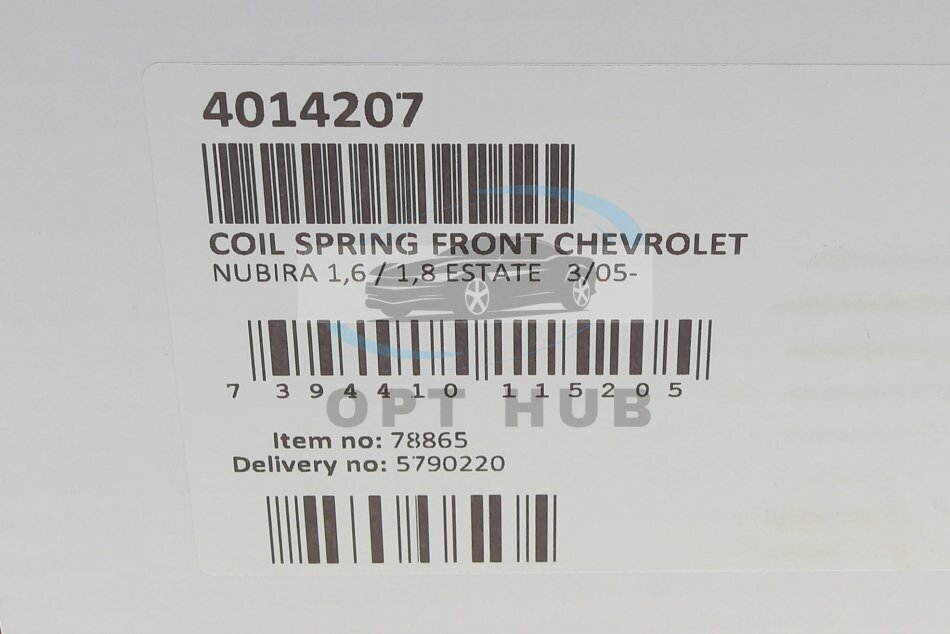 4014207
COIL SPRING FRONT CHEVROLET
NUBIRA 1,6 / 1,8 ESTATE 3/05-
7 394410 115205
OPT HUB
Item no: 78865
Delivery no: 5790220